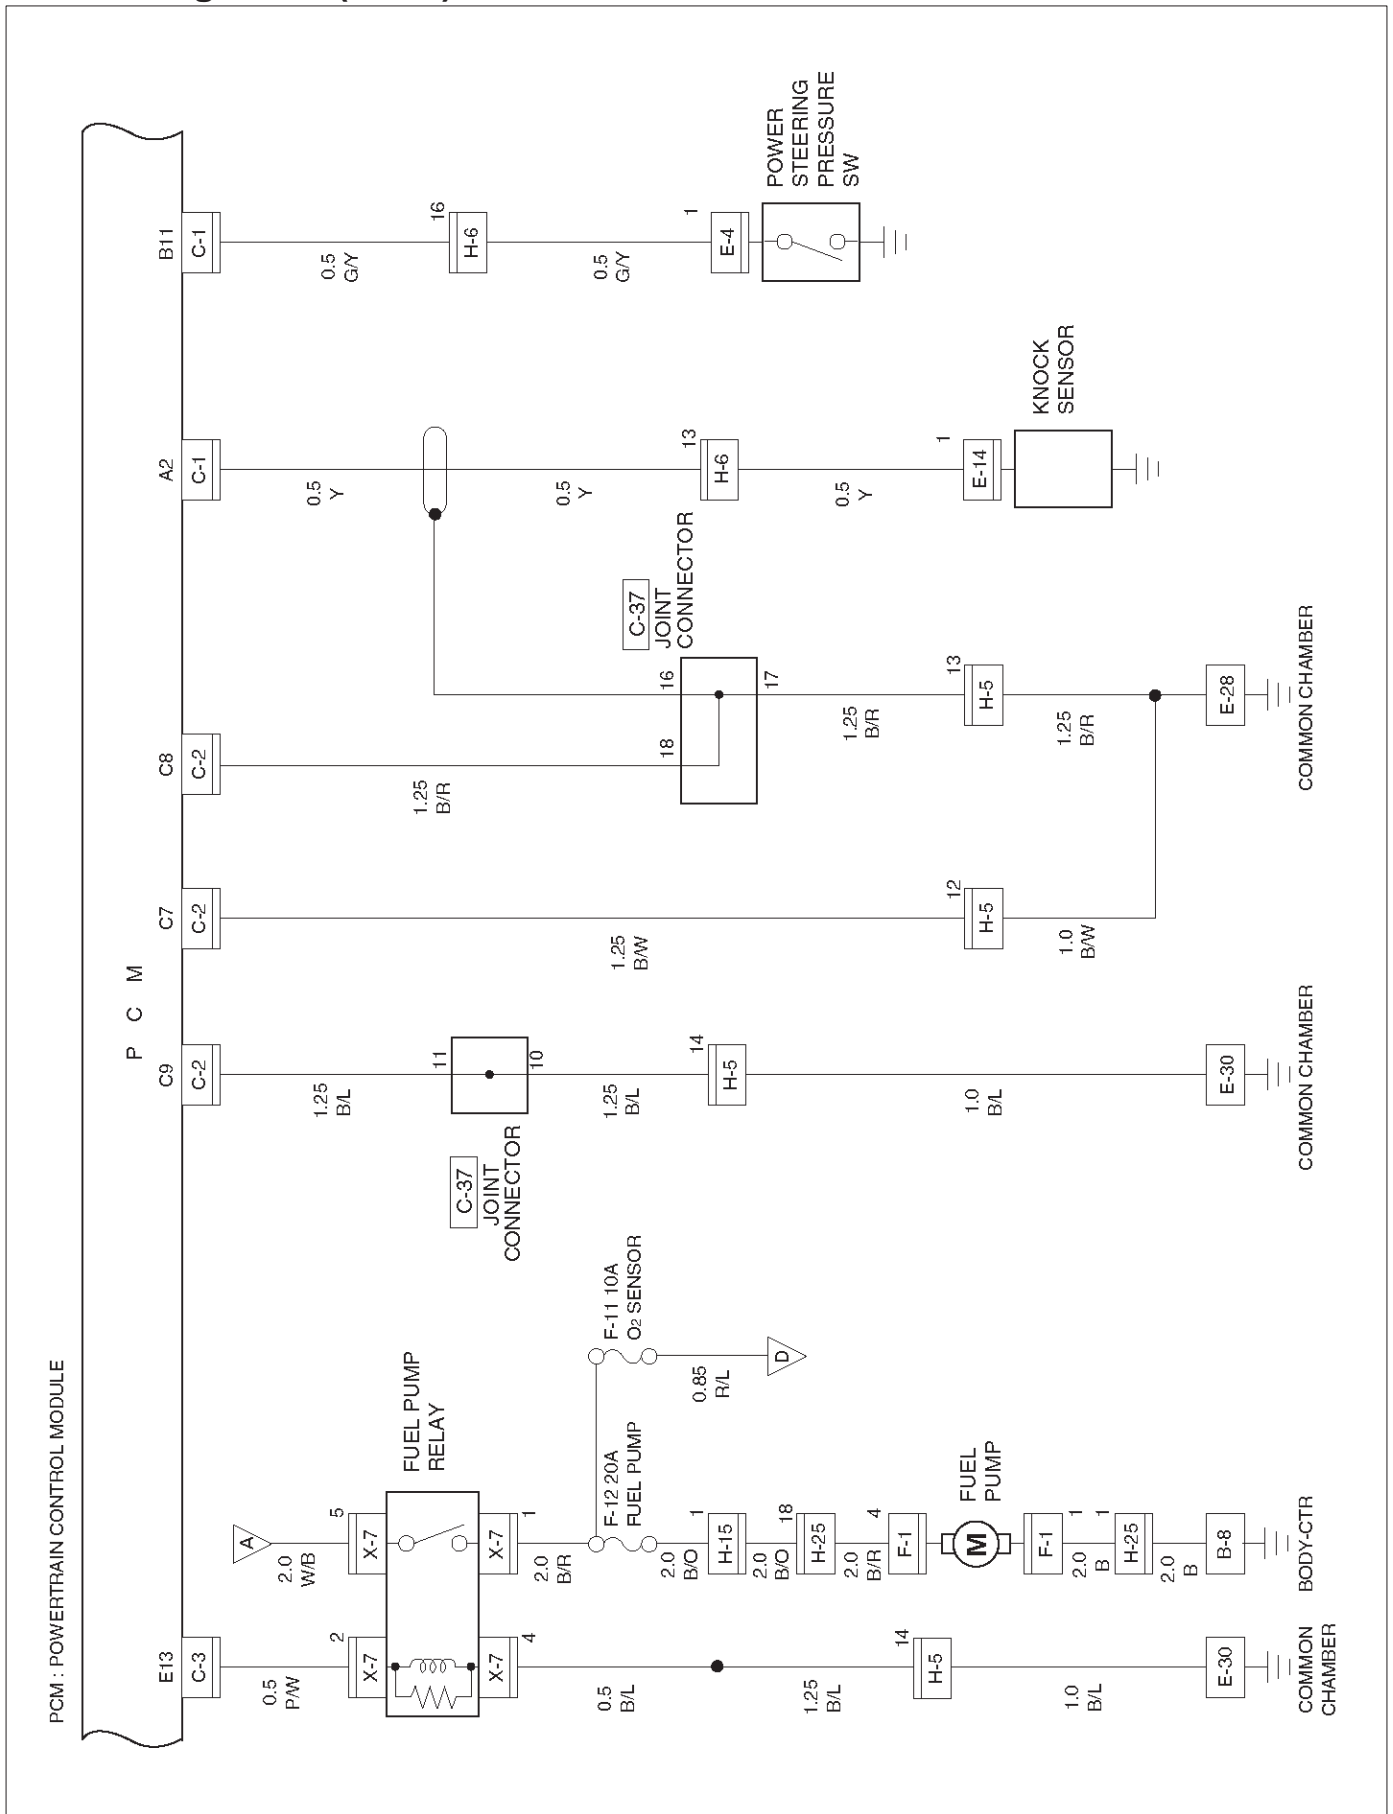 PCM : POWERTRAIN CONTROL MODULE
P C M
E13
C-3
0.5
P/W
2
X-7
X-7
4
0.5
B/L
1.25
B/L
14
H-5
1.0
B/L
E-30
COMMON
CHAMBER
A
2.0
W/B
5
X-7
FUEL PUMP
RELAY
X-7
1
2.0
B/R
F-12 20A
FUEL PUMP
2.0
B/O
1
H-15
2.0
B/O
18
H-25
2.0
B/R
4
F-1
M
FUEL
PUMP
F-1
1
2.0
B
1
H-25
2.0
B
B-8
BODY-CTR
F-11 10A
O2 SENSOR
0.85
R/L
D
C9
C-2
1.25
B/L
11
10
C-37
JOINT
CONNECTOR
1.25
B/L
14
H-5
1.0
B/L
E-30
COMMON CHAMBER
C7
C-2
1.25
B/W
12
H-5
1.0
B/W
C8
C-2
1.25
B/R
18
16
17
C-37
JOINT
CONNECTOR
1.25
B/R
13
H-5
1.25
B/R
E-28
COMMON CHAMBER
A2
C-1
0.5
Y
0.5
Y
13
H-6
0.5
Y
1
E-14
KNOCK
SENSOR
B11
C-1
0.5
G/Y
16
H-6
0.5
G/Y
1
E-4
POWER
STEERING
PRESSURE
SW